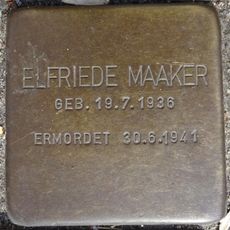 ELFRIEDE MAAKER
GEB. 19.7.1936
ERMORDET 30.6.1941